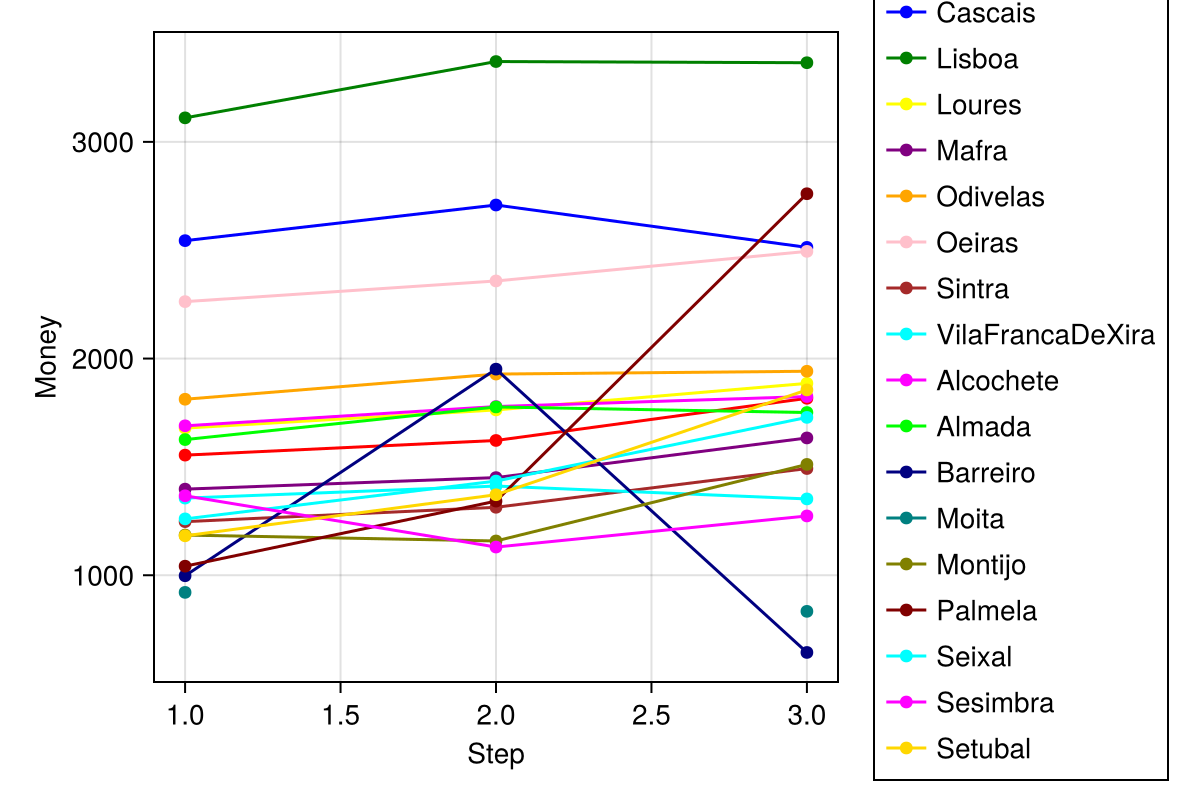 3000
2000
1000
Money
1.0 1.5 2.0 2.5 3.0
Step
Cascais
Lisboa
Loures
Mafra
Odivelas
Oeiras
Sintra
VilaFrancaDeXira
Alcochete
Almada
Barreiro
Moita
Montijo
Palmela
Seixal
Sesimbra
Setubal